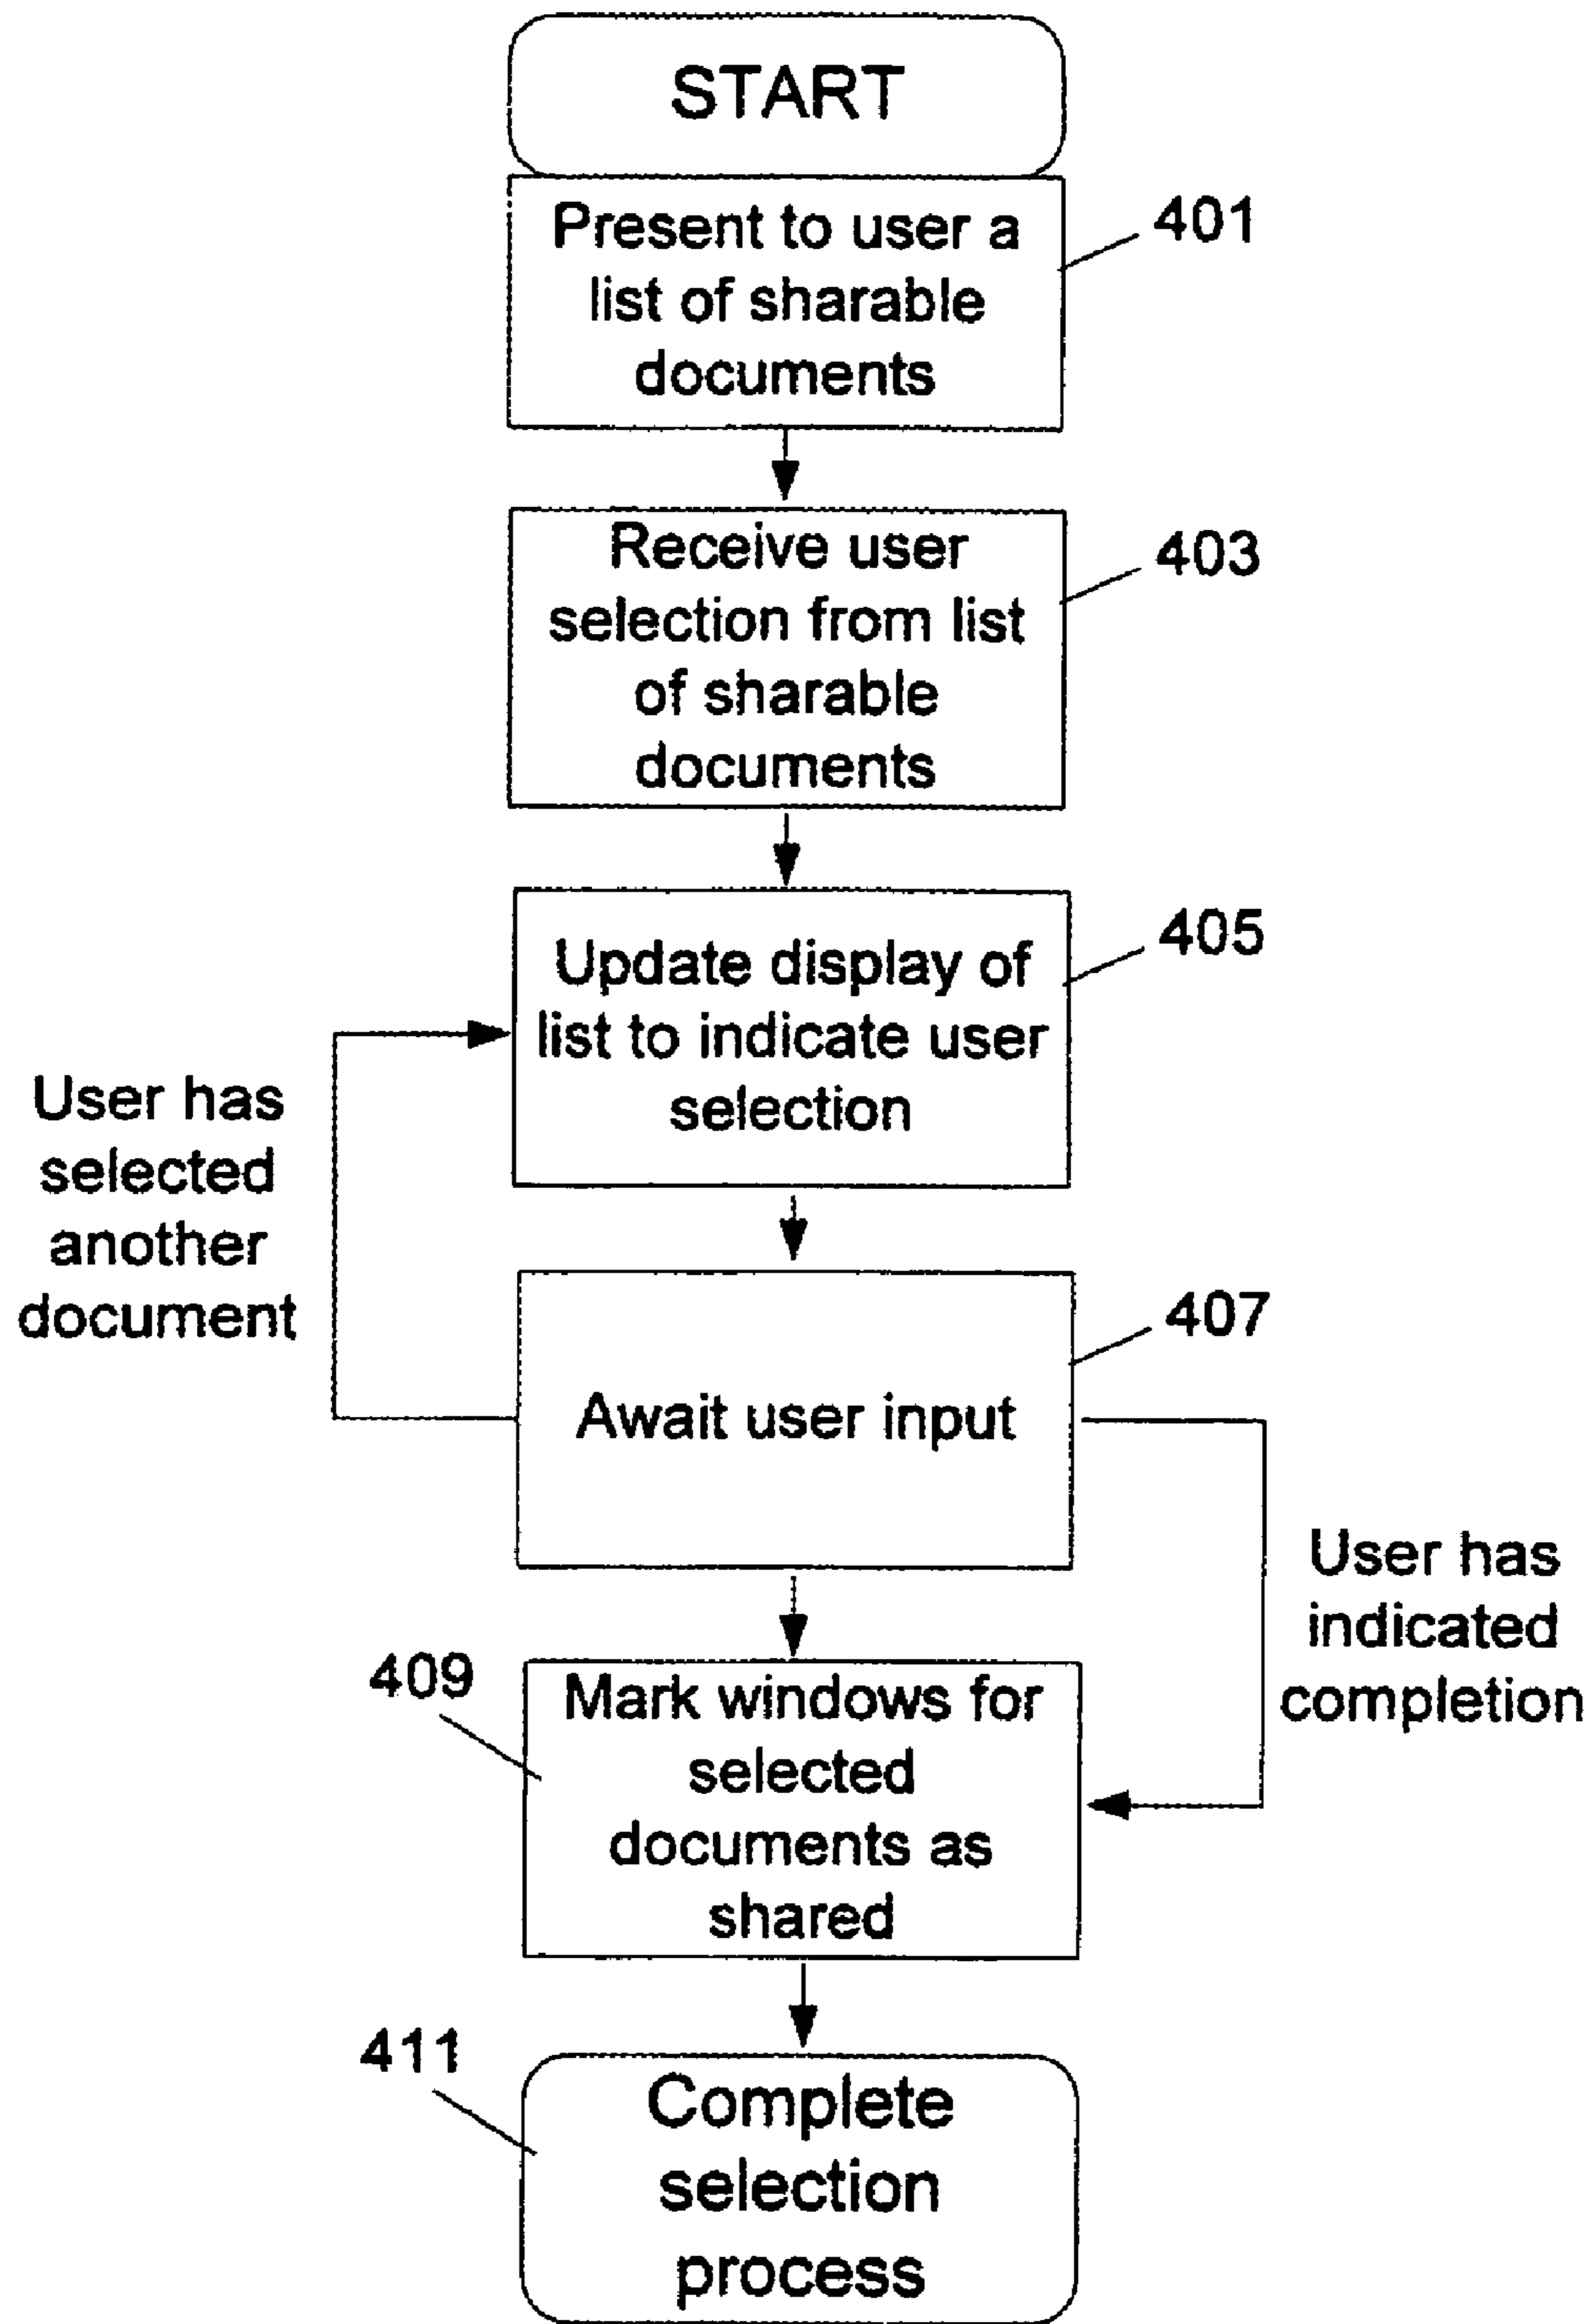 START
Present to user a
list of sharable
documents
401
Receive user
selection from list
of sharable
documents
403
Update display of
list to indicate user
selection
405
User has
selected
another
document
Await user input
407
User has
indicated
completion
409
Mark windows for
selected
documents as
shared
411
Complete
selection
process